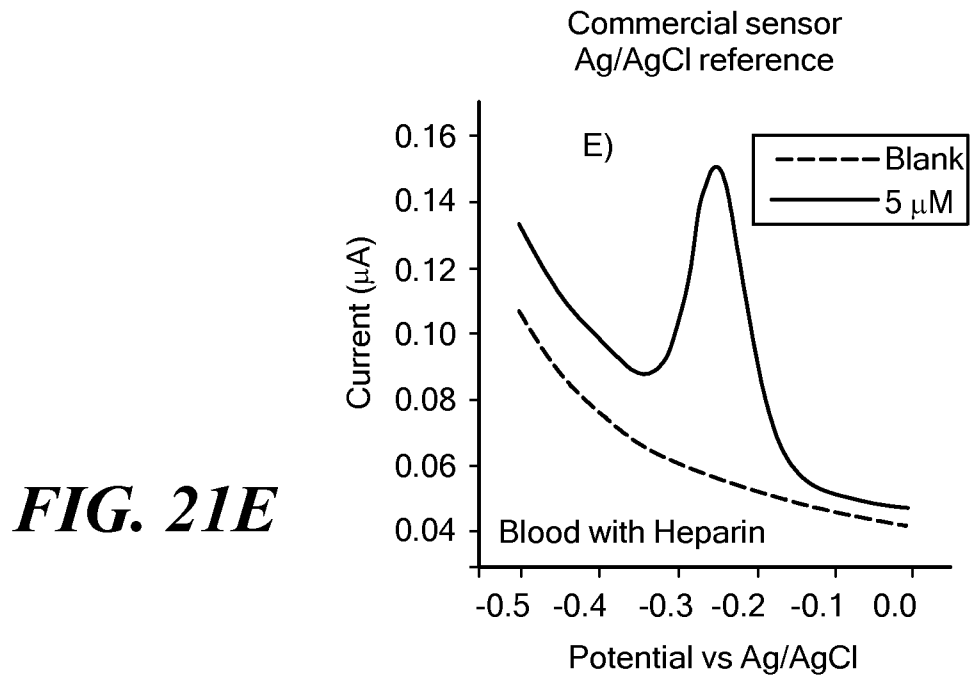 Commercial sensor
Ag/AgCl reference
E)
Blank
5 μM
0.16
0.14
0.12
0.10
0.08
0.06
0.04
Current (μA)
Blood with Heparin
-0.5 -0.4 -0.3 -0.2 -0.1 0.0
Potential vs Ag/AgCl
FIG. 21E